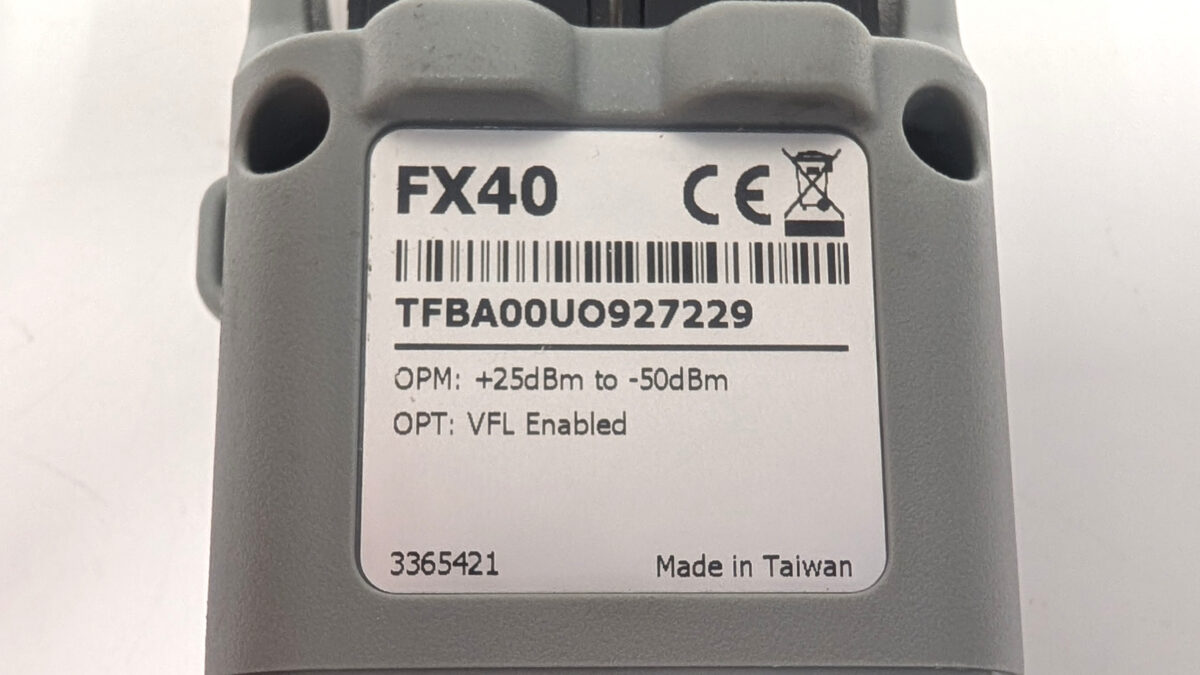 FX40 CE
TFBA00UO927229
OPM: +25dBm to -50dBm
OPT: VFL Enabled
3365421 Made in Taiwan